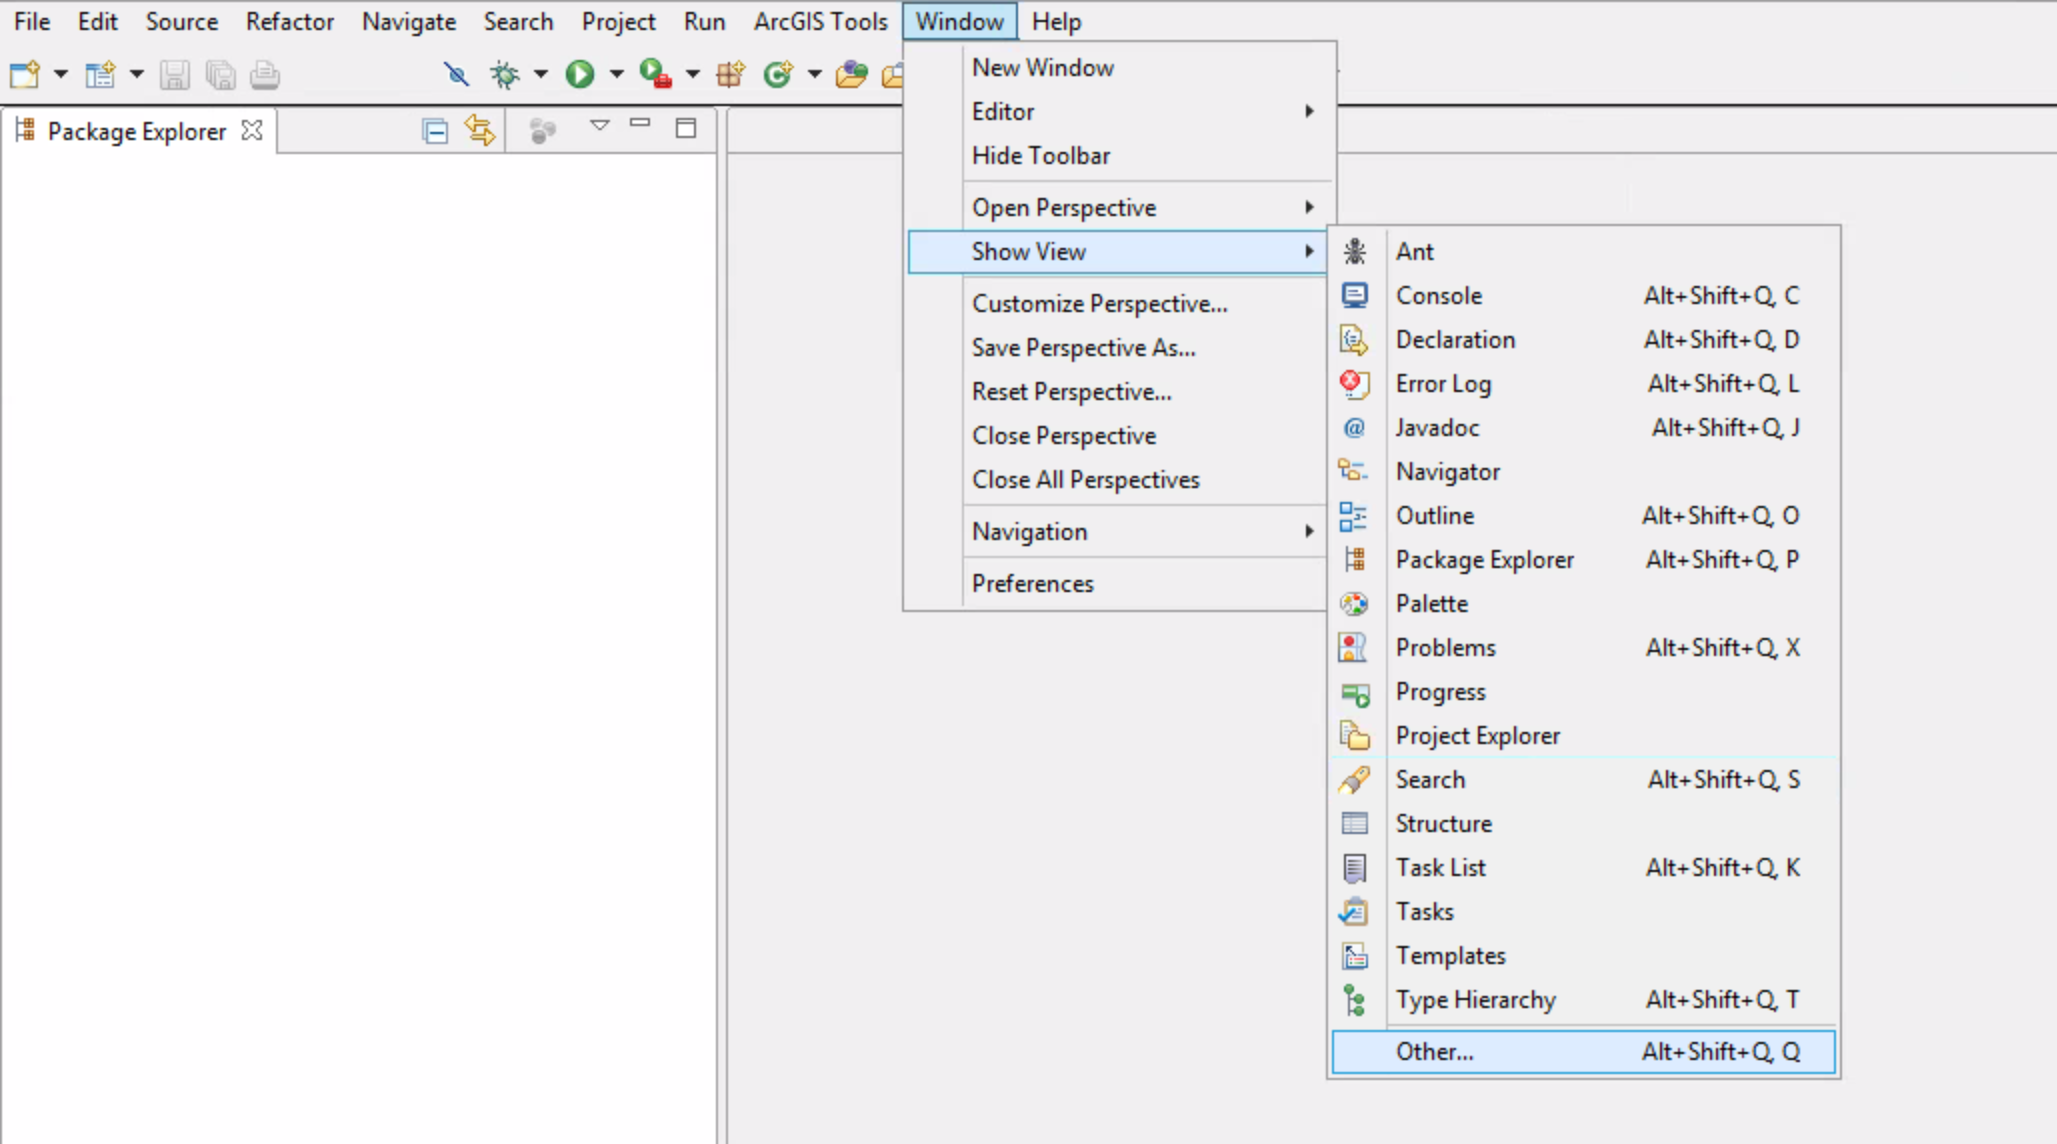 File Edit Source Refactor Navigate Search Project Run ArcGIS Tools Window Help
Package Explorer
New Window
Editor
Hide Toolbar
Open Perspective
Show View
Customize Perspective...
Save Perspective As...
Reset Perspective...
Close Perspective
Close All Perspectives
Navigation
Preferences
Ant
Console Alt+Shift+Q, C
Declaration Alt+Shift+Q, D
Error Log Alt+Shift+Q, L
Javadoc Alt+Shift+Q, J
Navigator
Outline Alt+Shift+Q, O
Package Explorer Alt+Shift+Q, P
Palette
Problems Alt+Shift+Q, X
Progress
Project Explorer
Search Alt+Shift+Q, S
Structure
Task List Alt+Shift+Q, K
Tasks
Templates
Type Hierarchy Alt+Shift+Q, T
Other... Alt+Shift+Q, Q